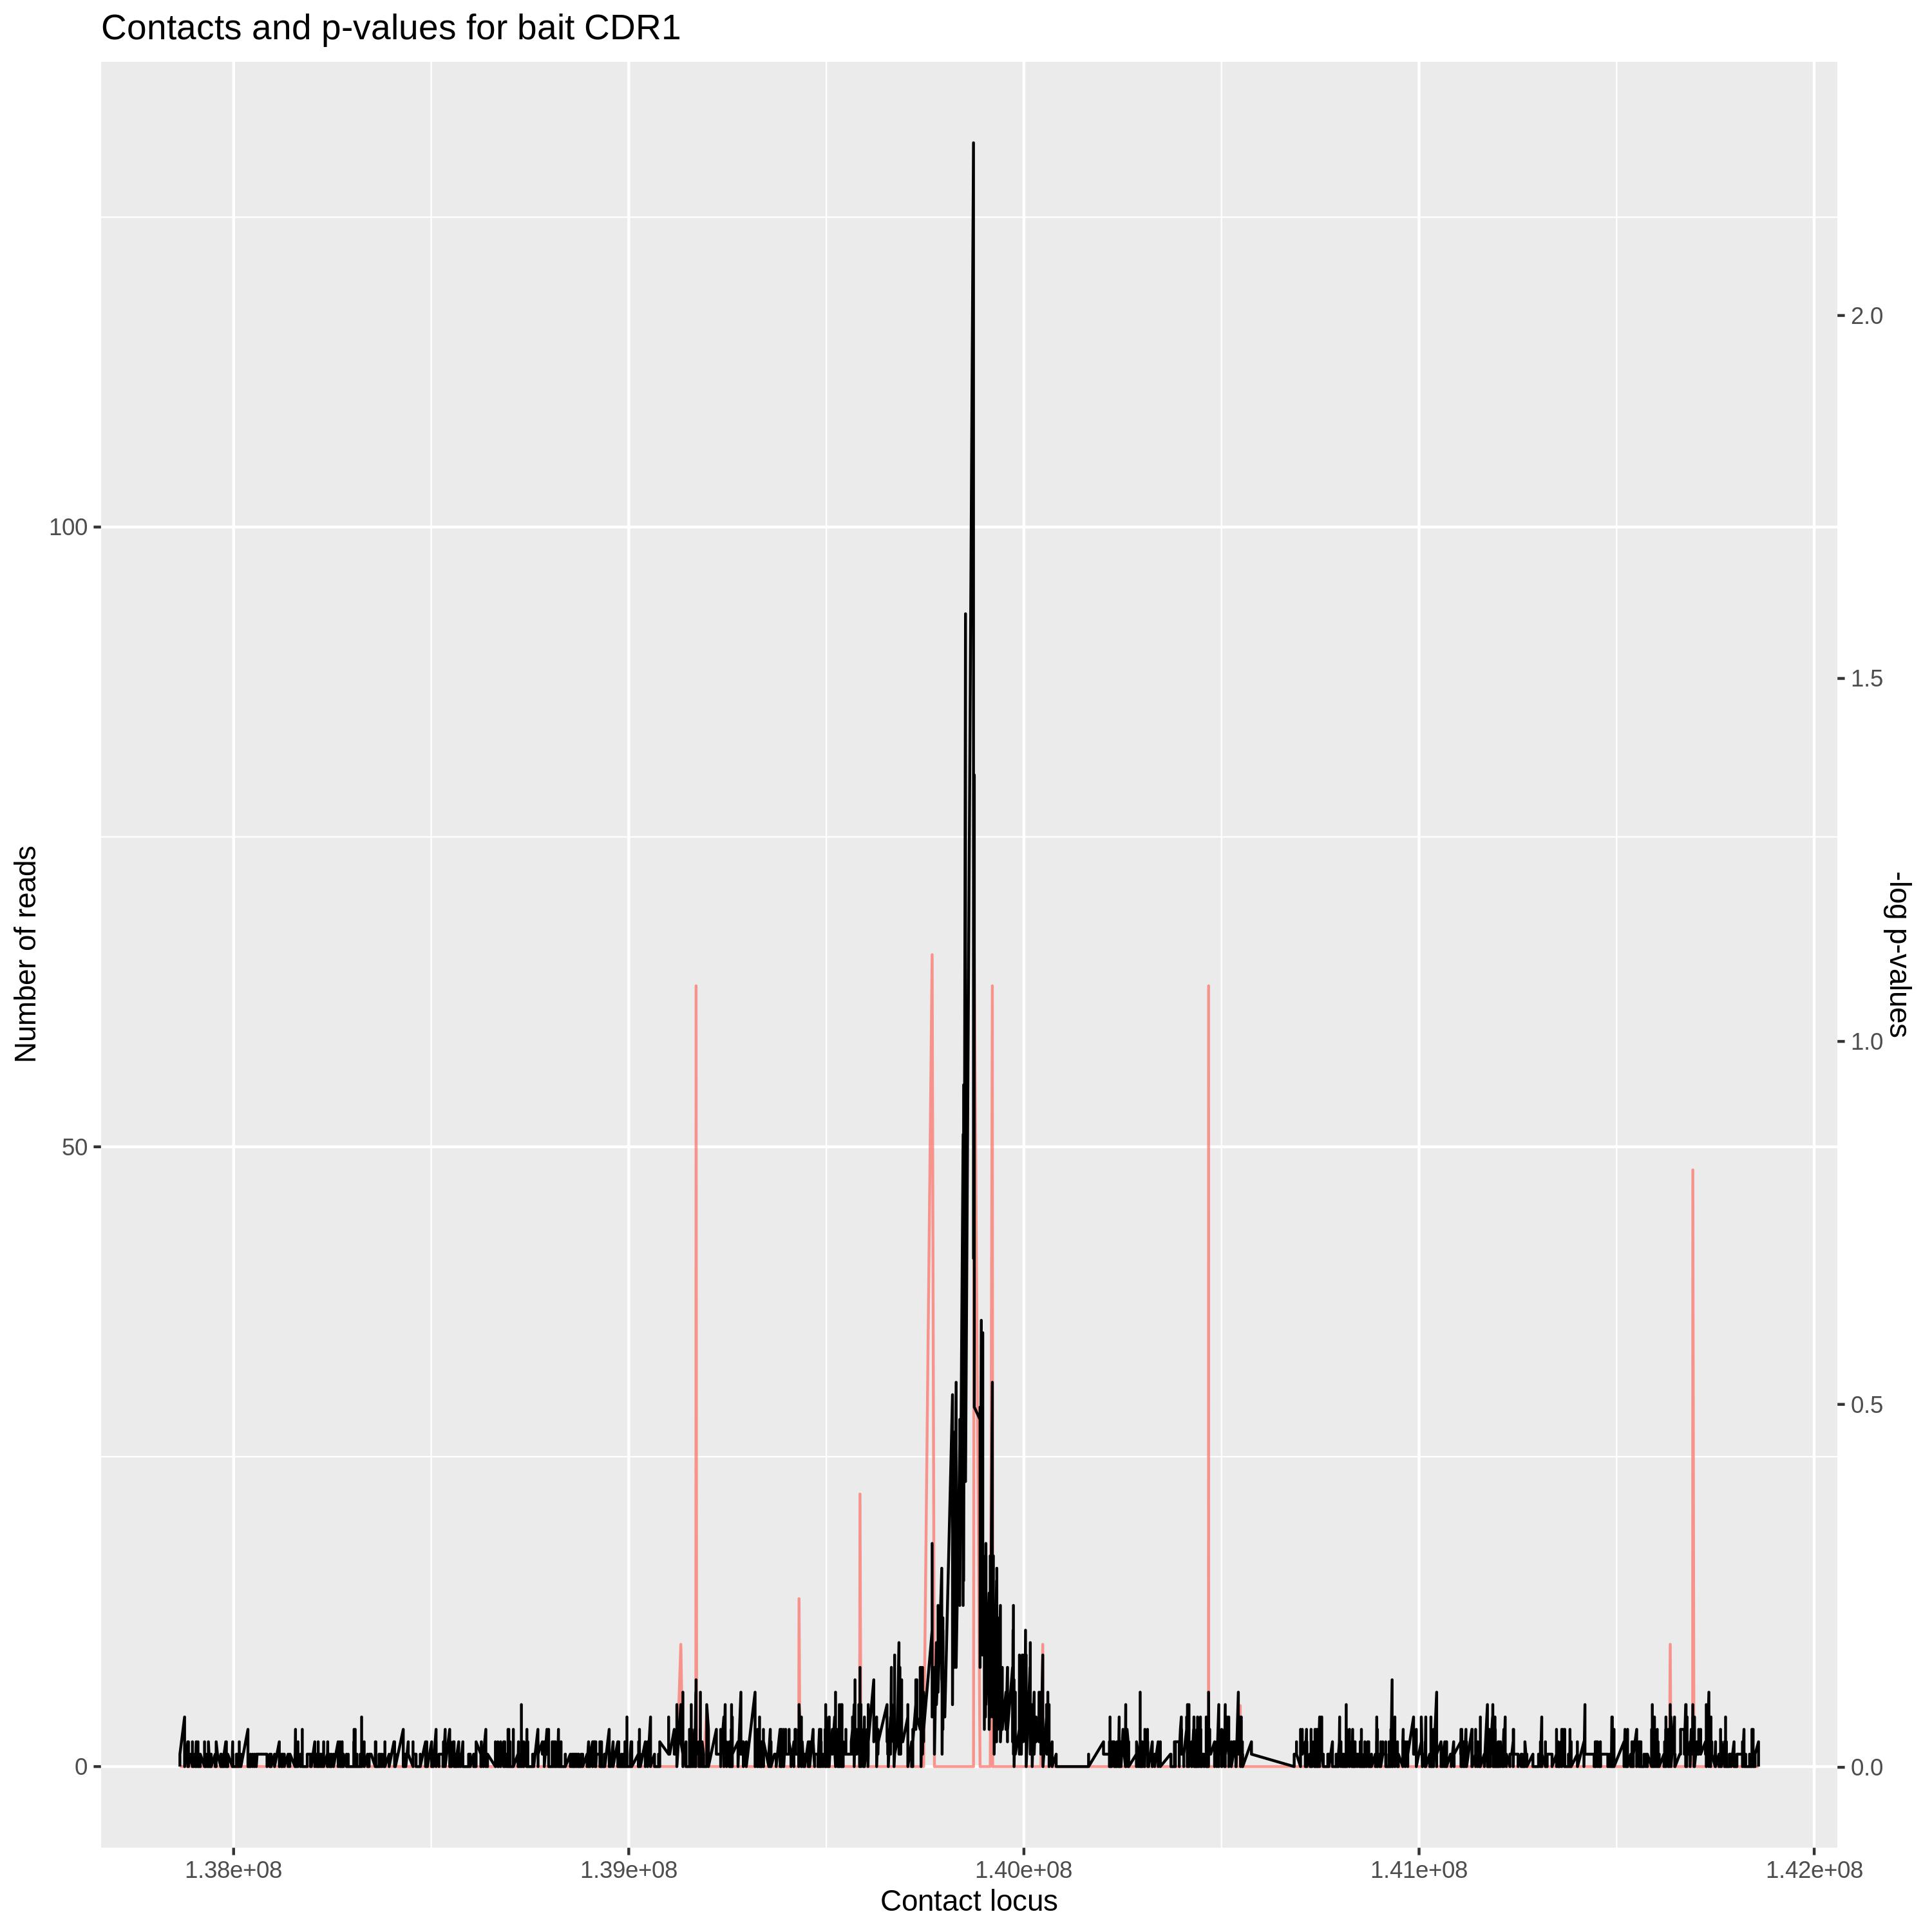 Contacts and p-values for bait CDR1
Number of reads
100
50
0
2.0
1.5
1.0
0.5
0.0
-log p-values
1.38e+08
1.39e+08
1.40e+08
1.41e+08
1.42e+08
Contact locus